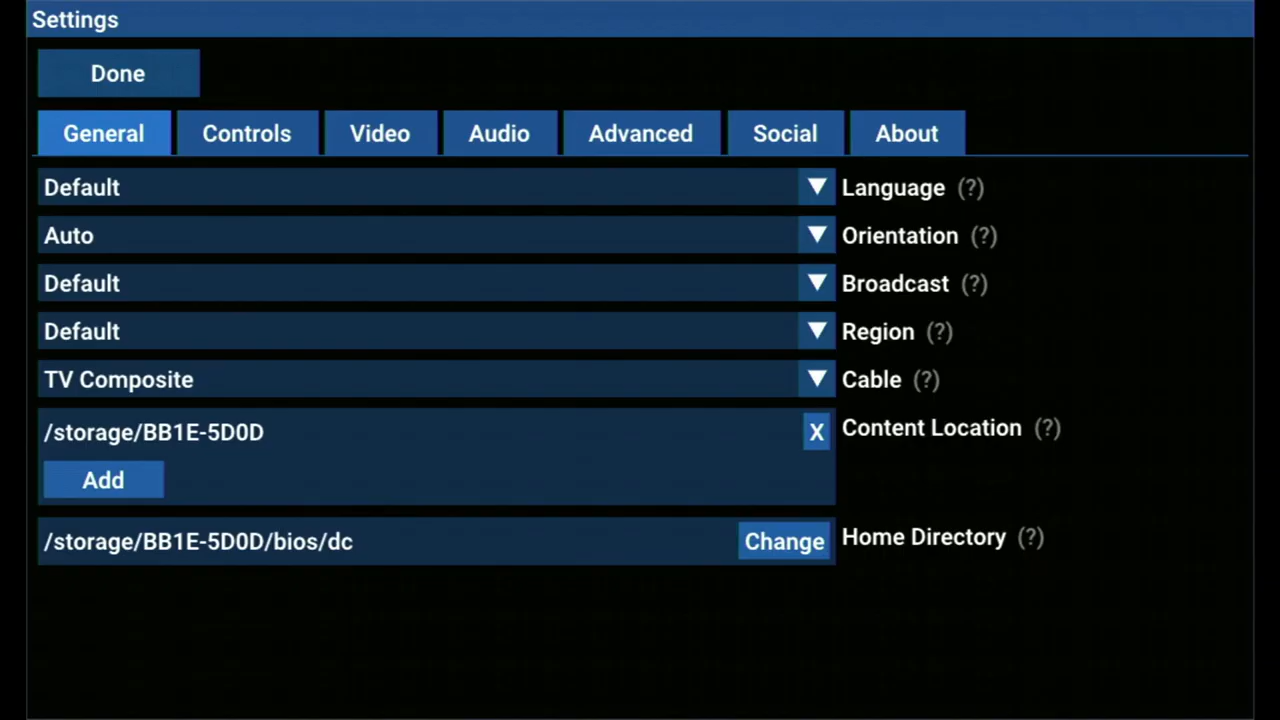 Settings
Done
General Controls Video Audio Advanced Social About
Default ▼ Language (?)
Auto ▼ Orientation (?)
Default ▼ Broadcast (?)
Default ▼ Region (?)
TV Composite ▼ Cable (?)
/storage/BB1E-5D0D X Content Location (?)
Add
/storage/BB1E-5D0D/bios/dc Change Home Directory (?)